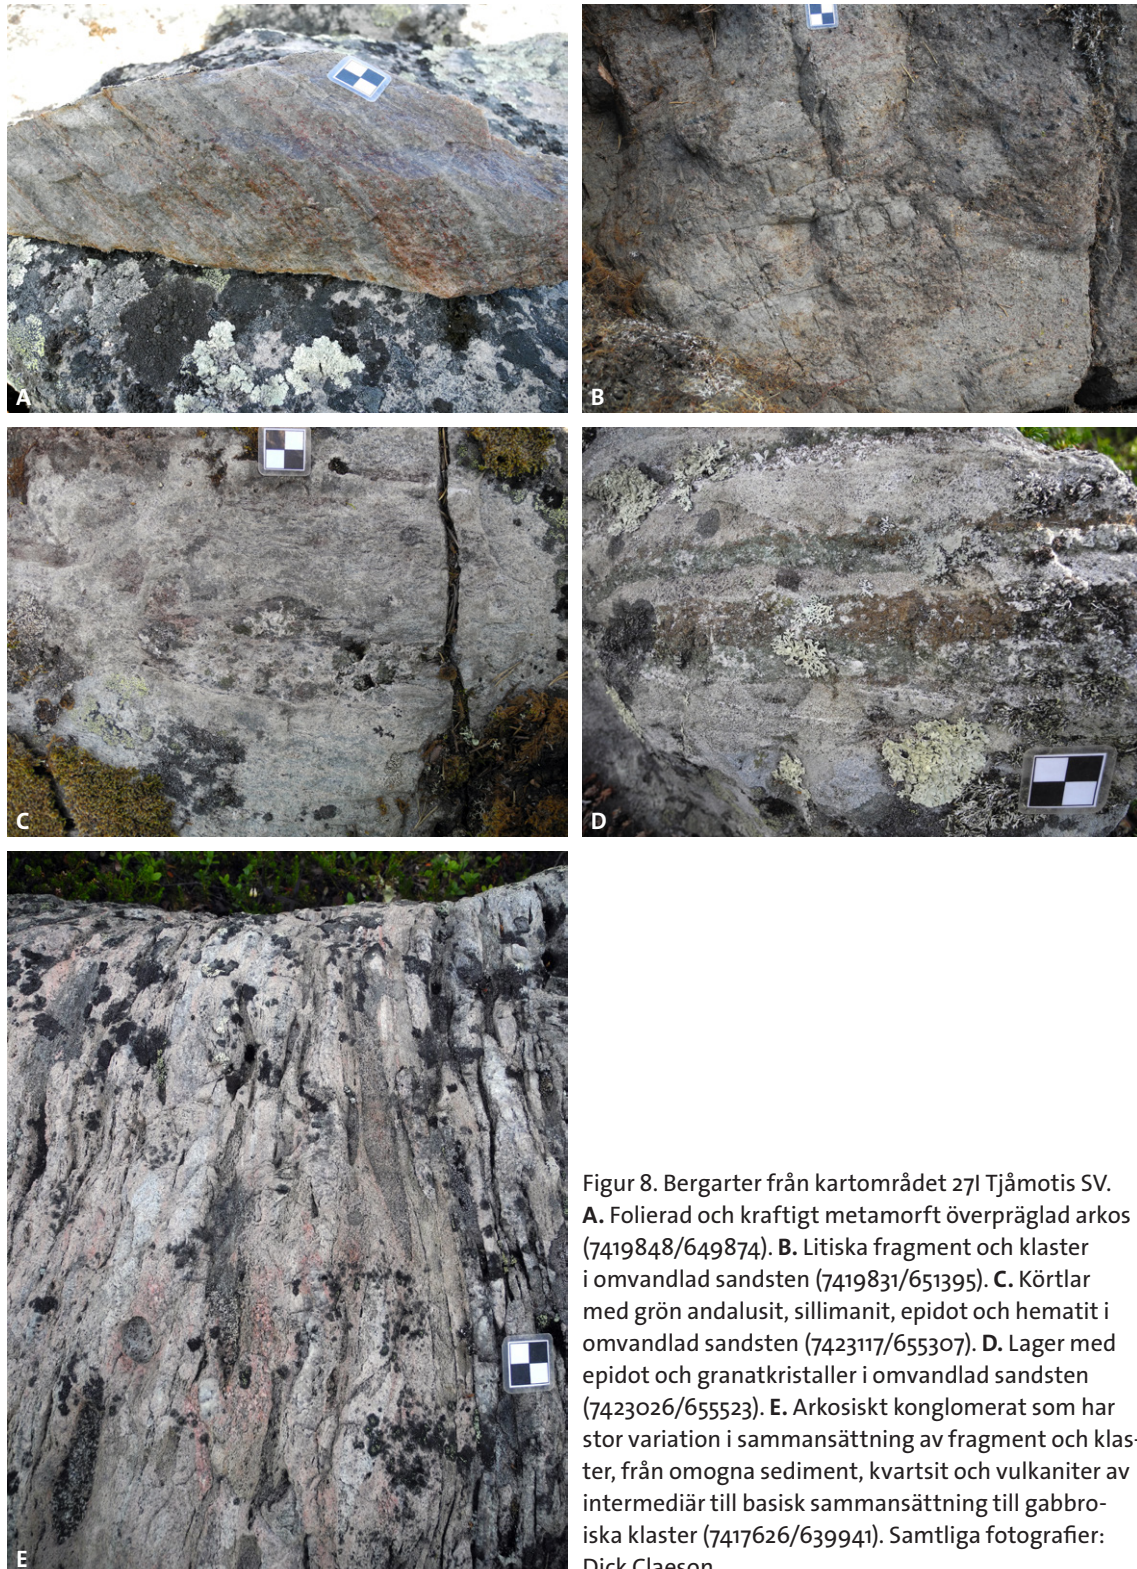 A
B
C
D
E
Figur 8. Bergarter från kartområdet 27I Tjåmotis SV.
A. Folierad och kraftigt metamorft överpräglad arkos
(7419848/649874). B. Litiska fragment och klaster
i omvandlad sandsten (7419831/651395). C. Körtlar
med grön andalusit, sillimanit, epidot och hematit i
omvandlad sandsten (7423117/655307). D. Lager med
epidot och granatkristaller i omvandlad sandsten
(7423026/655523). E. Arkosiskt konglomerat som har
stor variation i sammansättning av fragment och klas-
ter, från omogna sediment, kvartsit och vulkaniter av
intermediär till basisk sammansättning till gabbro-
iska klaster (7417626/639941). Samtliga fotografier:
Dick Claeson